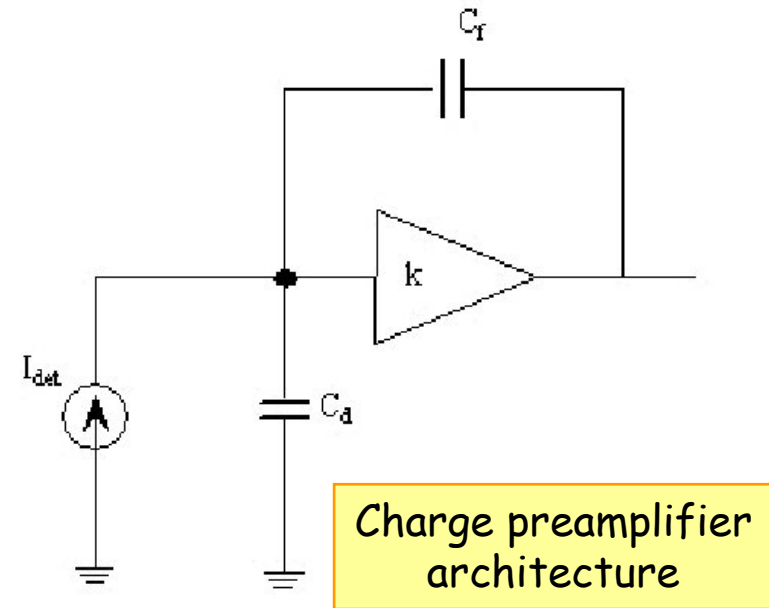 Cf
k
Idet.
Cd
Charge preamplifier
architecture